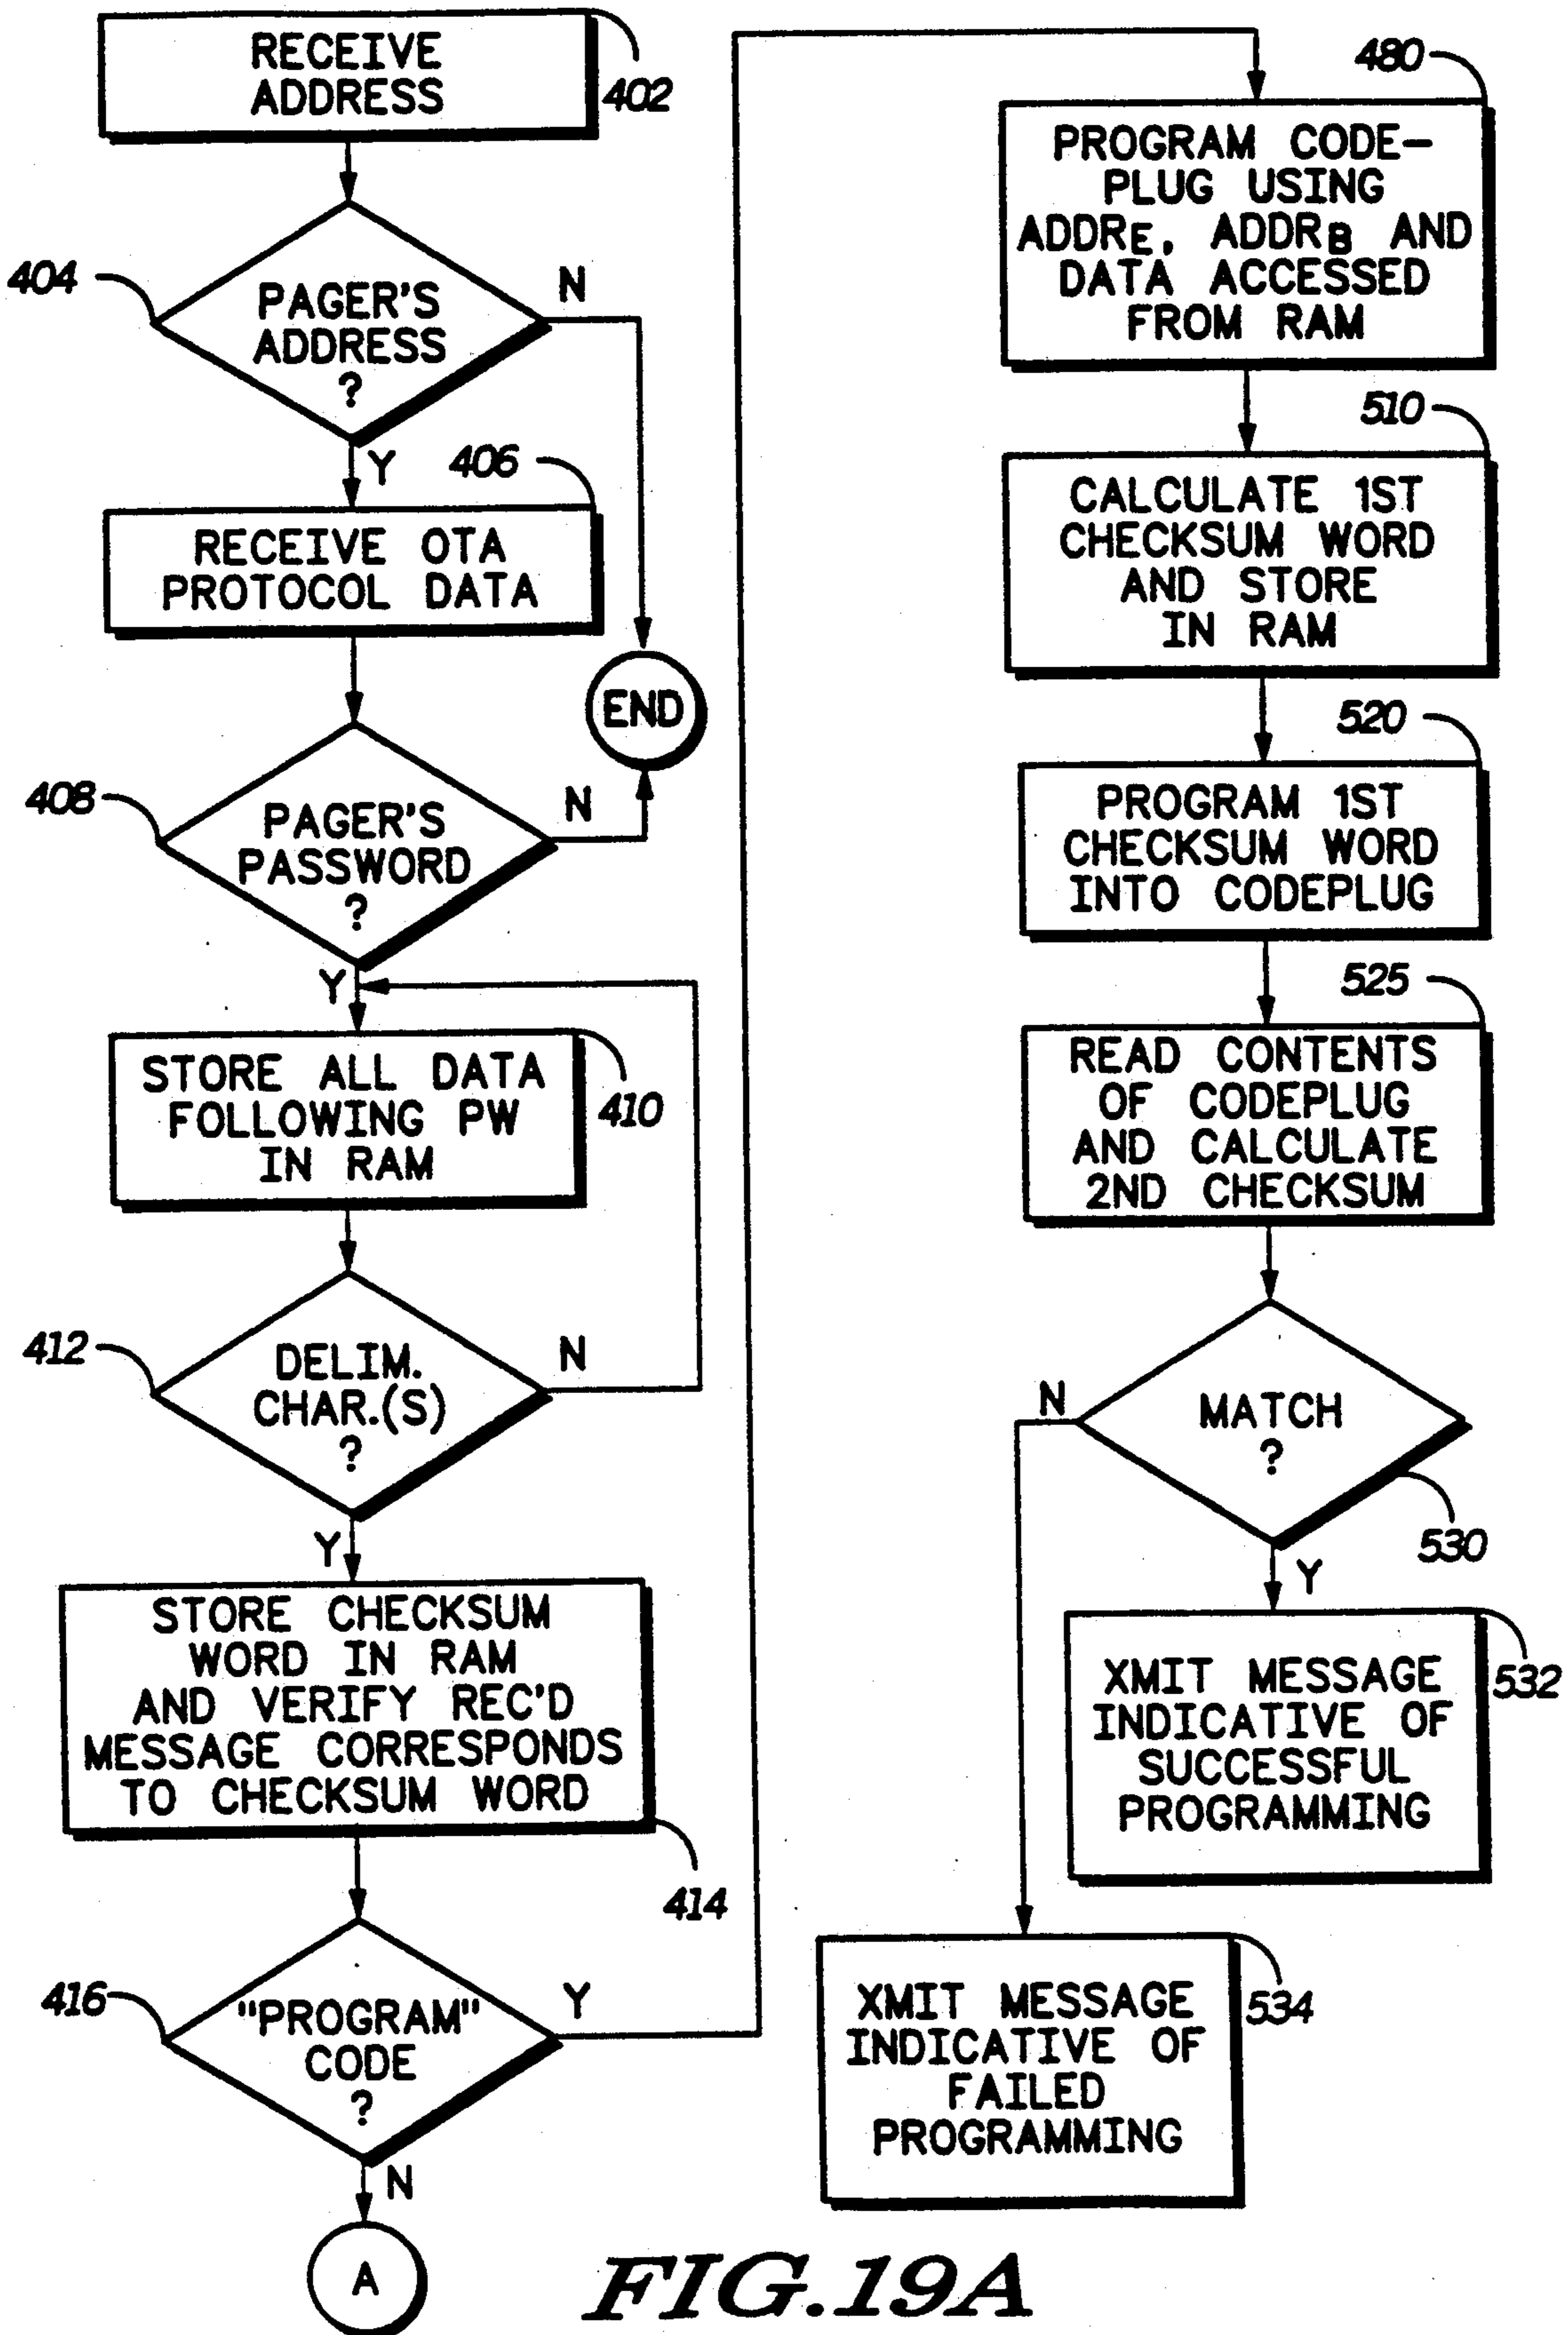 RECEIVE
ADDRESS
402
404
PAGER'S
ADDRESS
?
N
Y
406
RECEIVE OTA
PROTOCOL DATA
END
408
PAGER'S
PASSWORD
?
N
Y
STORE ALL DATA
FOLLOWING PW
IN RAM
410
412
DELIM.
CHAR.(S)
?
N
Y
STORE CHECKSUM
WORD IN RAM
AND VERIFY REC'D
MESSAGE CORRESPONDS
TO CHECKSUM WORD
414
416
"PROGRAM"
CODE
?
Y
N
A
480
PROGRAM CODE-
PLUG USING
ADDRE, ADDRB AND
DATA ACCESSED
FROM RAM
510
CALCULATE 1ST
CHECKSUM WORD
AND STORE
IN RAM
520
PROGRAM 1ST
CHECKSUM WORD
INTO CODEPLUG
525
READ CONTENTS
OF CODEPLUG
AND CALCULATE
2ND CHECKSUM
N
MATCH
?
530
Y
XMIT MESSAGE
INDICATIVE OF
SUCCESSFUL
PROGRAMMING
532
XMIT MESSAGE
INDICATIVE OF
FAILED
PROGRAMMING
534
FIG.19A